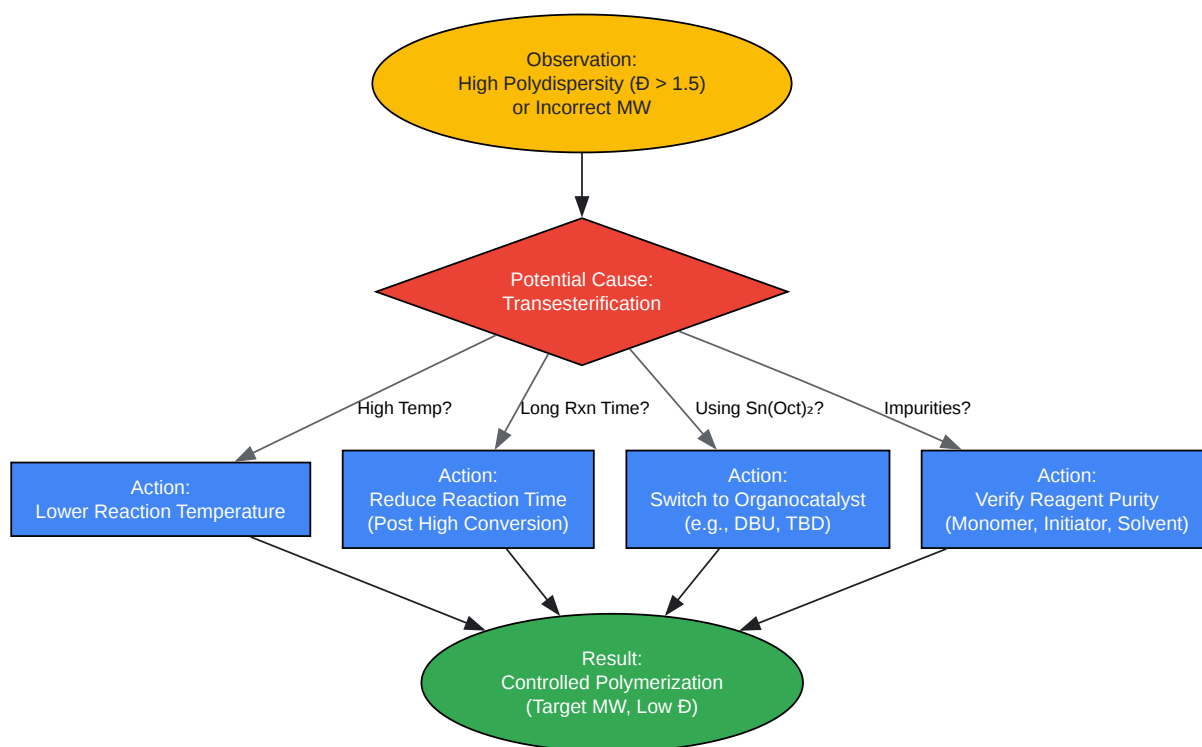 Observation:
High Polydispersity (Đ > 1.5)
or Incorrect MW
Potential Cause:
Transesterification
High Temp?
Long Rxn Time?
Using Sn(Oct)₂?
Impurities?
Action:
Lower Reaction Temperature
Action:
Reduce Reaction Time
(Post High Conversion)
Action:
Switch to Organocatalyst
(e.g., DBU, TBD)
Action:
Verify Reagent Purity
(Monomer, Initiator, Solvent)
Result:
Controlled Polymerization
(Target MW, Low Đ)